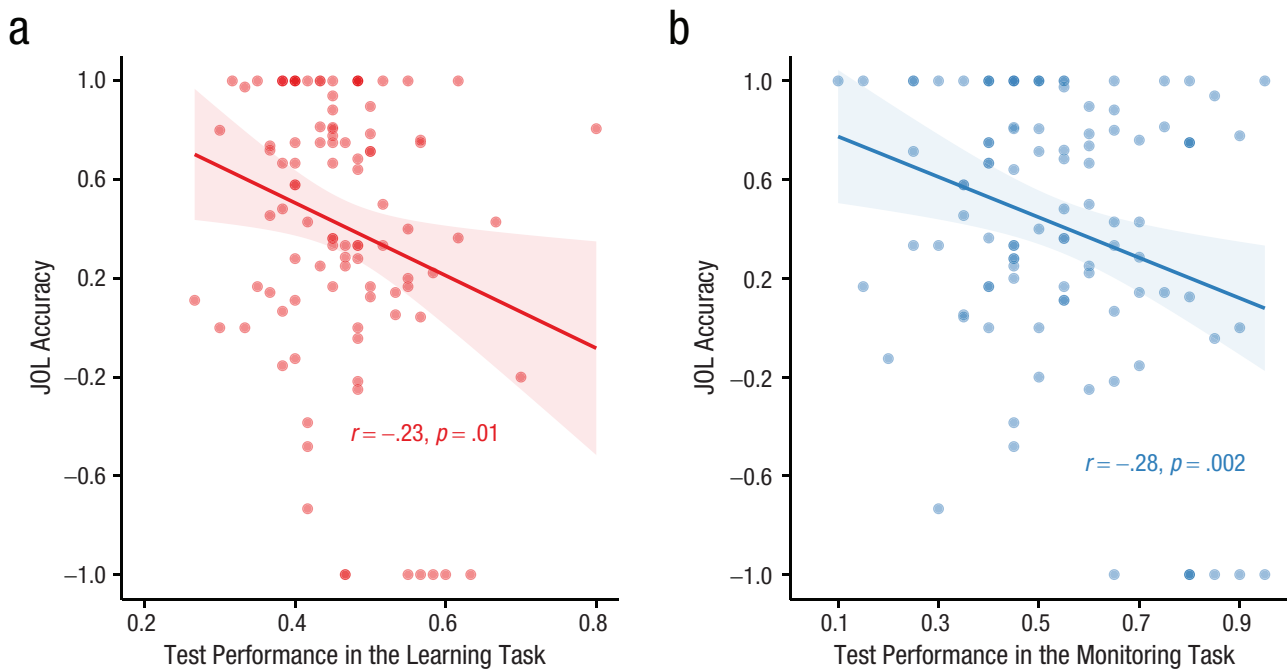 a
1.0
0.6
0.2
−0.2
−0.6
−1.0
JOL Accuracy
r = −.23, p = .01
0.2 0.4 0.6 0.8
Test Performance in the Learning Task
b
1.0
0.6
0.2
−0.2
−0.6
−1.0
JOL Accuracy
r = −.28, p = .002
0.1 0.3 0.5 0.7 0.9
Test Performance in the Monitoring Task